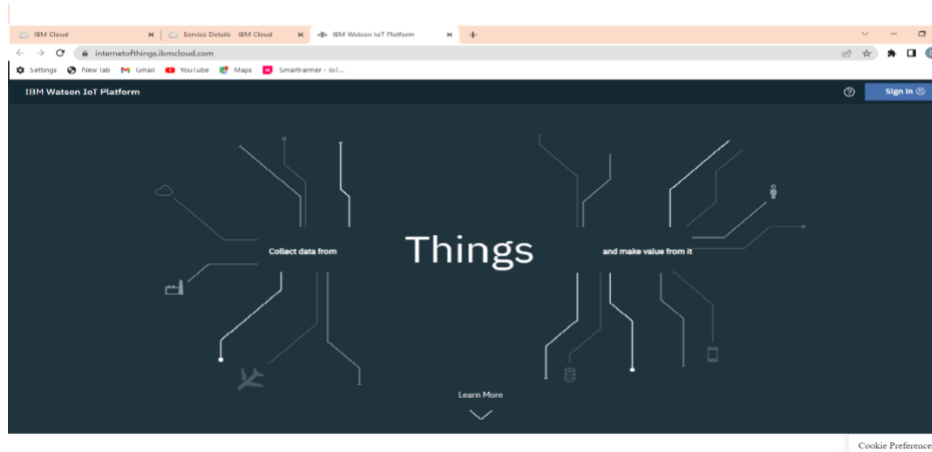 IBM Cloud
Service Details IBM Cloud
IBM Watson IoT Platform
internetofthings.ibmcloud.com
Settings
New Tab
Gmail
YouTube
Maps
SmartFarmer - IoT...
IBM Watson IoT Platform
Sign in
Collect data from
Things
and make value from it
Learn More
Cookie Preference